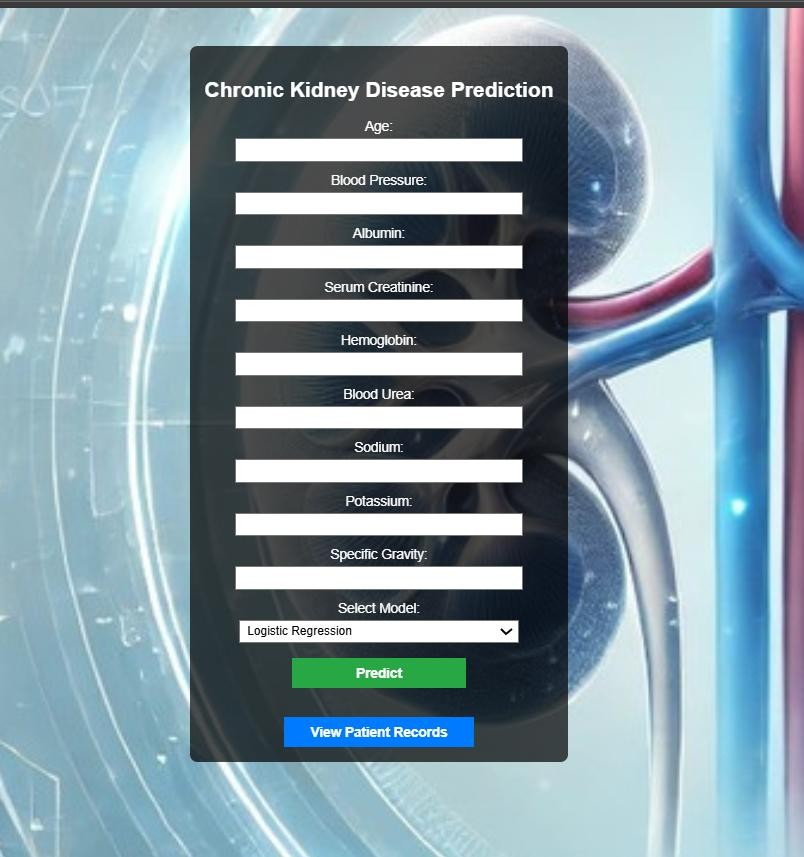 Chronic Kidney Disease Prediction
Age:
Blood Pressure:
Albumin:
Serum Creatinine:
Hemoglobin:
Blood Urea:
Sodium:
Potassium:
Specific Gravity:
Select Model:
Logistic Regression
Predict
View Patient Records